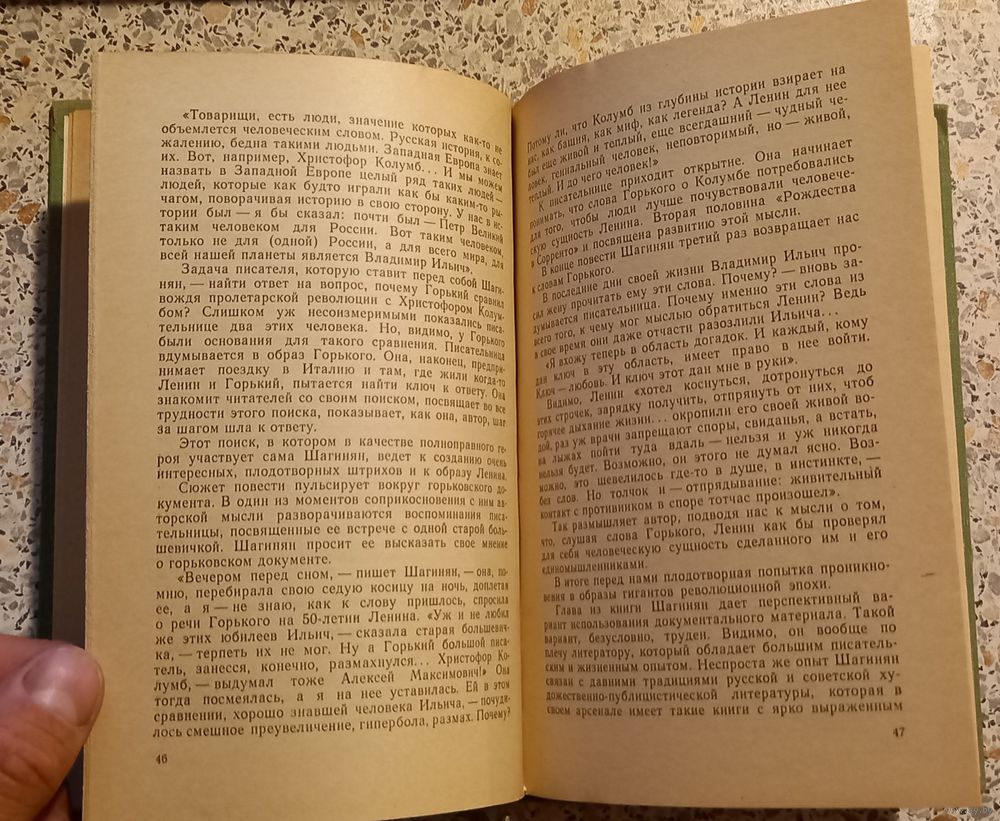 «Товарищи, есть люди, значение которых как-то не
объемлется человеческим словом. Русская история, к со-
жалению, бедна такими людьми. Западная Европа знает
их. Вот, например, Христофор Колумб... И мы можем
назвать в Западной Европе целый ряд таких людей —
людей, которые как будто играли как бы каким-то ры-
чагом, поворачивая историю в свою сторону. У нас в ис-
тории был — я бы сказал: почти был — Петр Великий
таким человеком для России. Вот таким человеком,
только не для (одной) России, а для всего мира, для
всей нашей планеты является Владимир Ильич».
Задача писателя, которую ставит перед собой Шаги-
нян, — найти ответ на вопрос, почему Горький сравнил
вождя пролетарской революции с Христофором Колум-
бом? Слишком уж несоизмеримыми показались писа-
тельнице два этих человека. Но, видимо, у Горького
были основания для такого сравнения. Писательница
вдумывается в образ Горького. Она, наконец, предпри-
нимает поездку в Италию и там, где жили когда-то
Ленин и Горький, пытается найти ключ к ответу. Она
знакомит читателей со своим поиском, посвящает во все
трудности этого поиска, показывает, как она, автор, шаг
за шагом шла к ответу.
Этот поиск, в котором в качестве полноправного ге-
роя участвует сама Шагинян, ведет к созданию очень
интересных, плодотворных штрихов и к образу Ленина.
Сюжет повести пульсирует вокруг горьковского до-
кумента. В один из моментов соприкосновения с ним ав-
торской мысли разворачиваются воспоминания писа-
тельницы, посвященные ее встрече с одной старой боль-
шевичкой. Шагинян просит ее высказать свое мнение
о горьковском документе.
«Вечером перед сном, — пишет Шагинян, — она, по-
мню, перебирала свою седую косицу на ночь, доплетая
ее, а я — не знаю, как к слову пришлось, спросила
о речи Горького на 50-летии Ленина. «Уж и не любил
же этих юбилеев Ильич, — сказала старая большевич-
ка, — терпеть их не мог. Ну а Горький большой писа-
тель, занесся, конечно, размахнулся... Христофор Ко-
лумб, — выдумал тоже Алексей Максимович!» Она
тогда посмеялась, а я на нее уставилась. Ей в этом
сравнении, хорошо знавшей человека Ильича, — почуди-
лось смешное преувеличение, гипербола, размах. Почему?
46
Потому ли, что Колумб из глубины истории взирает на
нас, как башня, как миф, как легенда? А Ленин для нее
был еще живой и теплый, еще всегдашний — чудный че-
ловек, гениальный человек, неповторимый, но — живой,
теплый. И до чего человек!»
К писательнице приходит открытие. Она начинает
понимать, что слова Горького о Колумбе потребовались
для того, чтобы люди лучше почувствовали человече-
скую сущность Ленина. Вторая половина «Рождества
в Сорренто» и посвящена развитию этой мысли.
В конце повести Шагинян третий раз возвращает нас
к словам Горького.
В последние дни своей жизни Владимир Ильич про-
сил жену прочитать ему эти слова. Почему? — вновь за-
думывается писательница. Почему именно эти слова из
всего того, к чему мог мыслью обратиться Ленин? Ведь
в свое время они даже отчасти разозлили Ильича...
«Я вхожу теперь в область догадок. И каждый, кому
дан ключ в эту область, имеет право в нее войти.
Ключ — любовь. И ключ этот дан мне в руки».
Видимо, Ленин «хотел коснуться, дотронуться до
этих строчек, зарядку получить, отпрянуть от них, чтоб
горячее дыхание жизни... окропили его своей живой во-
дой, раз уж врачи запрещают споры, свиданья, а встать,
на лыжах пойти туда вдаль — нельзя и уж никогда
нельзя будет. Возможно, он этого не думал ясно. Воз-
можно, это шевелилось где-то в душе, в инстинкте, —
без слов. Но толчок и — отпрядывание: живительный
контакт с противником в споре тотчас произошел».
Так размышляет автор, подводя нас к мысли о том,
что, слушая слова Горького, Ленин как бы проверял
для себя человеческую сущность сделанного им и его
единомышленниками.
В итоге перед нами плодотворная попытка проникно-
вения в образы гигантов революционной эпохи.
Глава из книги Шагинян дает перспективный ва-
риант использования документального материала. Такой
вариант, безусловно, труден. Видимо, он вообще по
плечу литератору, который обладает большим писатель-
ским и жизненным опытом. Неспроста же опыт Шагинян
связан с давними традициями русской и советской ху-
дожественно-публицистической литературы, которая в
своем арсенале имеет такие книги с ярко выраженным
47